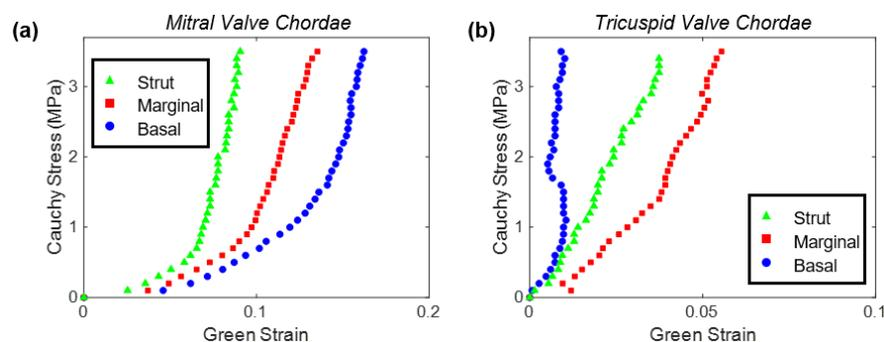 (a)
Mitral Valve Chordae
Cauchy Stress (MPa)
3
2
1
0
Strut
Marginal
Basal
0
0.1
0.2
Green Strain
(b)
Tricuspid Valve Chordae
Cauchy Stress (MPa)
3
2
1
0
Strut
Marginal
Basal
0
0.05
0.1
Green Strain